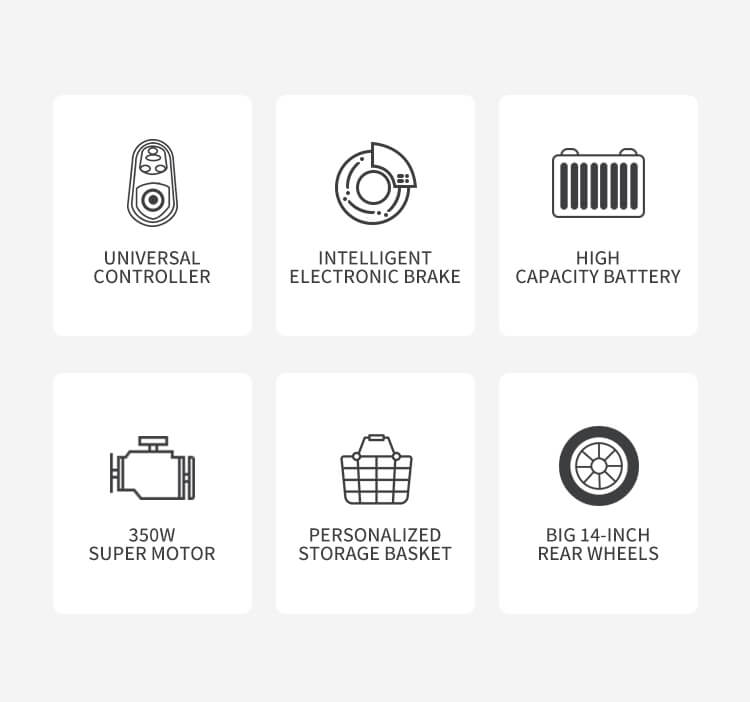 UNIVERSAL
CONTROLLER
INTELLIGENT
ELECTRONIC BRAKE
HIGH
CAPACITY BATTERY
350W
SUPER MOTOR
PERSONALIZED
STORAGE BASKET
BIG 14-INCH
REAR WHEELS